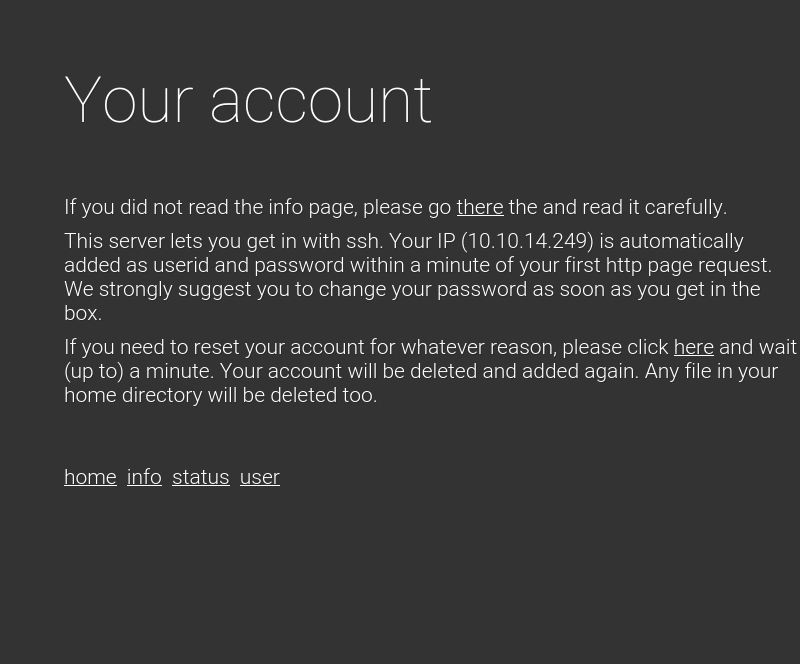 Your account
If you did not read the info page, please go there the and read it carefully.
This server lets you get in with ssh. Your IP (10.10.14.249) is automatically
added as userid and password within a minute of your first http page request.
We strongly suggest you to change your password as soon as you get in the
box.
If you need to reset your account for whatever reason, please click here and wait
(up to) a minute. Your account will be deleted and added again. Any file in your
home directory will be deleted too.
home info status user